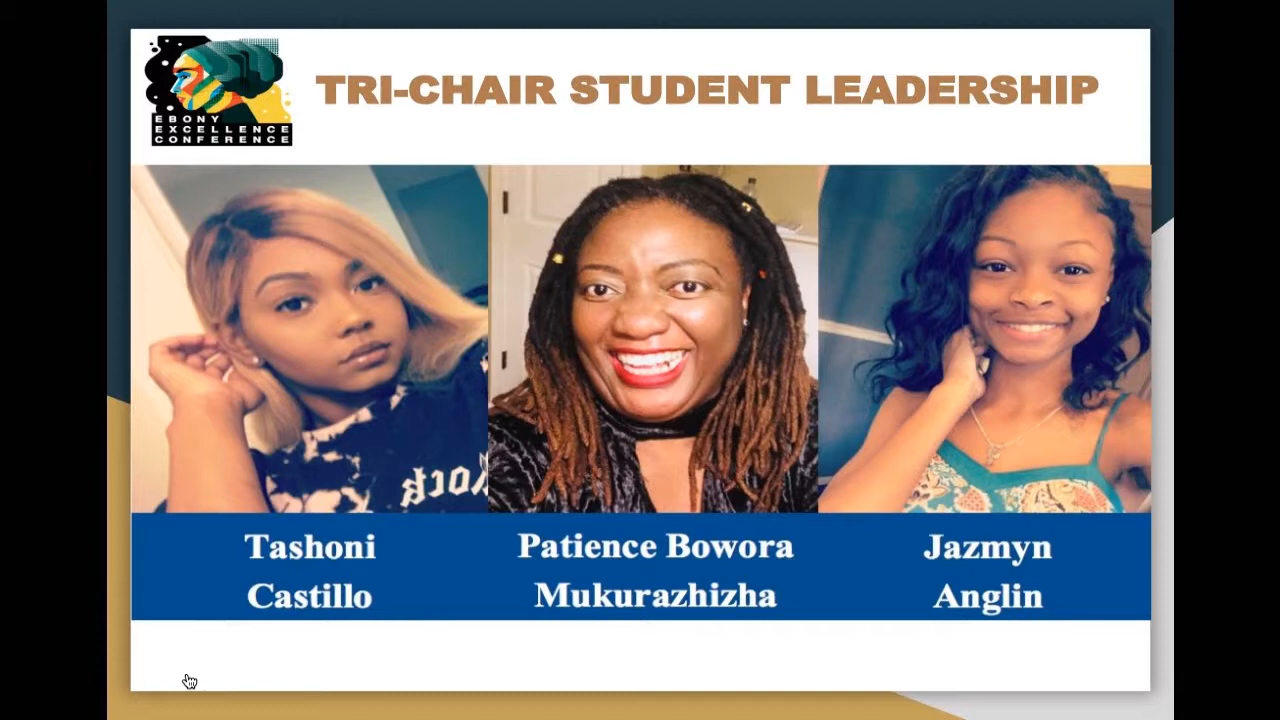 EBONY
EXCELLENCE
CONFERENCE
TRI-CHAIR STUDENT LEADERSHIP
Tashoni
Castillo
Patience Bowora
Mukurazhizha
Jazmyn
Anglin